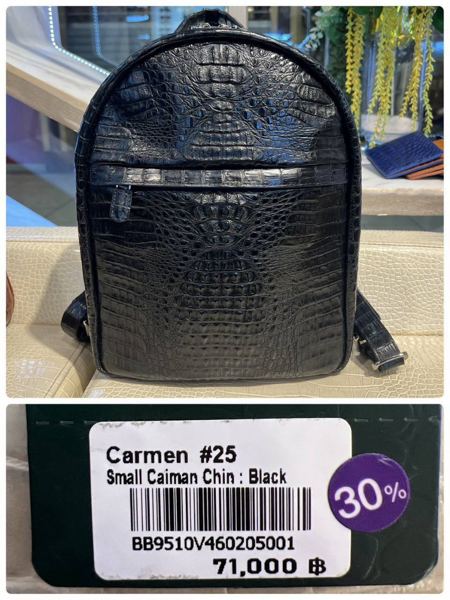 Carmen #25
Small Caiman Chin : Black
30%
BB9510V460205001
71,000 ฿